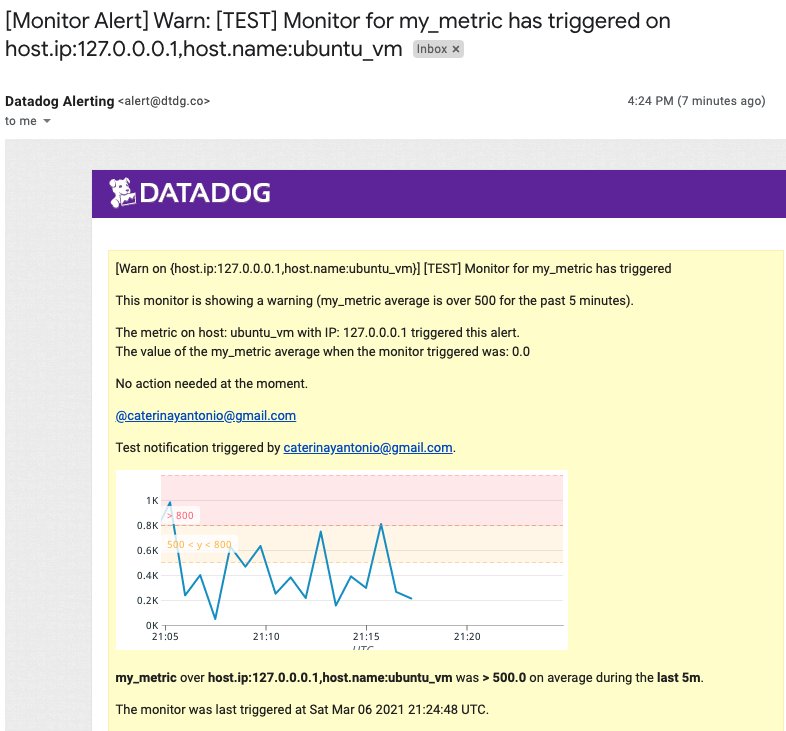 [Monitor Alert] Warn: [TEST] Monitor for my_metric has triggered on
host.ip:127.0.0.0.1,host.name:ubuntu_vm Inbox ×
Datadog Alerting <alert@dtdg.co> 4:24 PM (7 minutes ago)
to me
DATADOG
[Warn on {host.ip:127.0.0.0.1,host.name:ubuntu_vm}] [TEST] Monitor for my_metric has triggered
This monitor is showing a warning (my_metric average is over 500 for the past 5 minutes).
The metric on host: ubuntu_vm with IP: 127.0.0.0.1 triggered this alert.
The value of the my_metric average when the monitor triggered was: 0.0
No action needed at the moment.
@caterinayantonio@gmail.com
Test notification triggered by caterinayantonio@gmail.com.
1K
> 800
0.8K
500 < y < 800
0.6K
0.4K
0.2K
0K
21:05 21:10 21:15 21:20
UTC
my_metric over host.ip:127.0.0.0.1,host.name:ubuntu_vm was > 500.0 on average during the last 5m.
The monitor was last triggered at Sat Mar 06 2021 21:24:48 UTC.